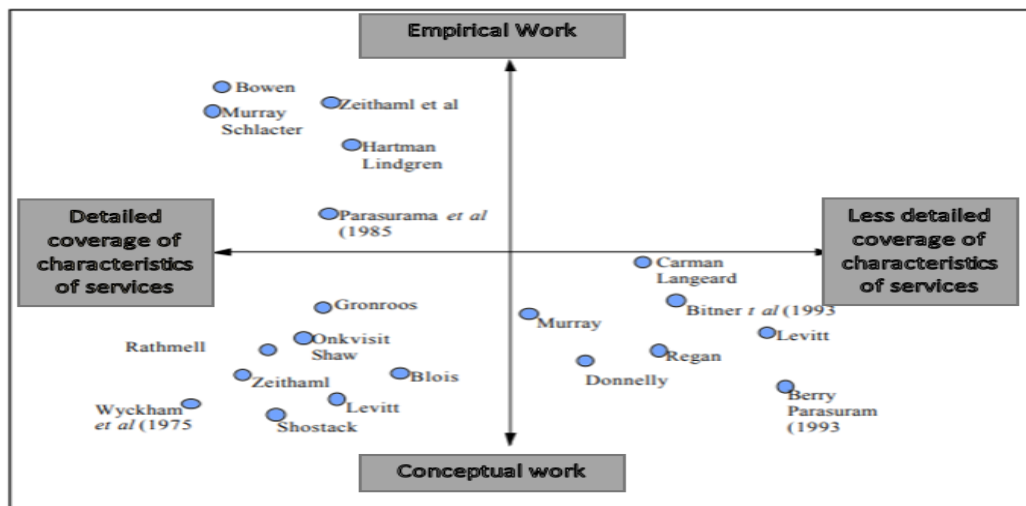 Empirical Work
Bowen
Zeithaml et al
Murray
Schlacter
Hartman
Lindgren
Detailed
coverage of
characteristics
of services
Parasurama et al
(1985
Less detailed
coverage of
characteristics
of services
Carman
Langeard
Gronroos
Bitner t al (1993
Murray
Levitt
Onkvisit
Shaw
Rathmell
Regan
Donnelly
Zeithaml
Blois
Berry
Parasuram
(1993
Levitt
Wyckham
et al (1975
Shostack
Conceptual work